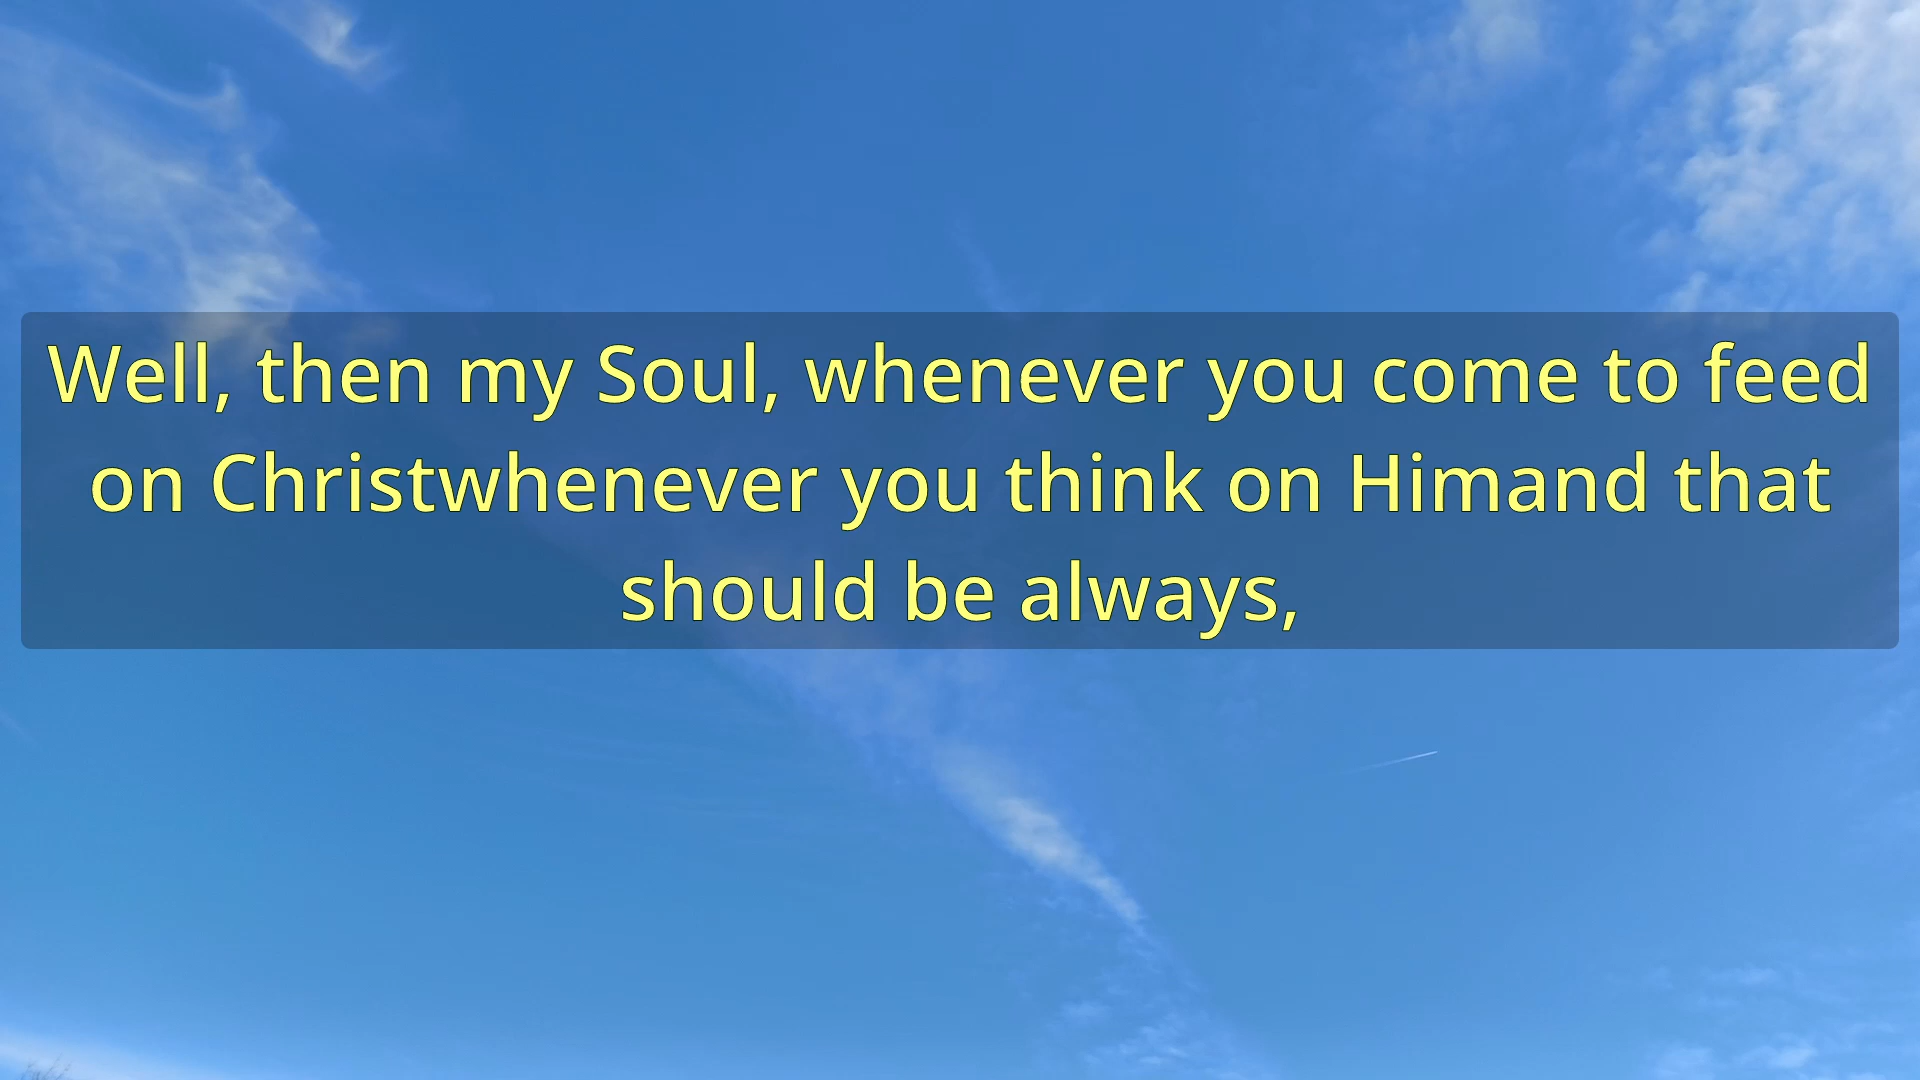 Well, then my Soul, whenever you come to feed
on Christwhenever you think on Himand that
should be always,